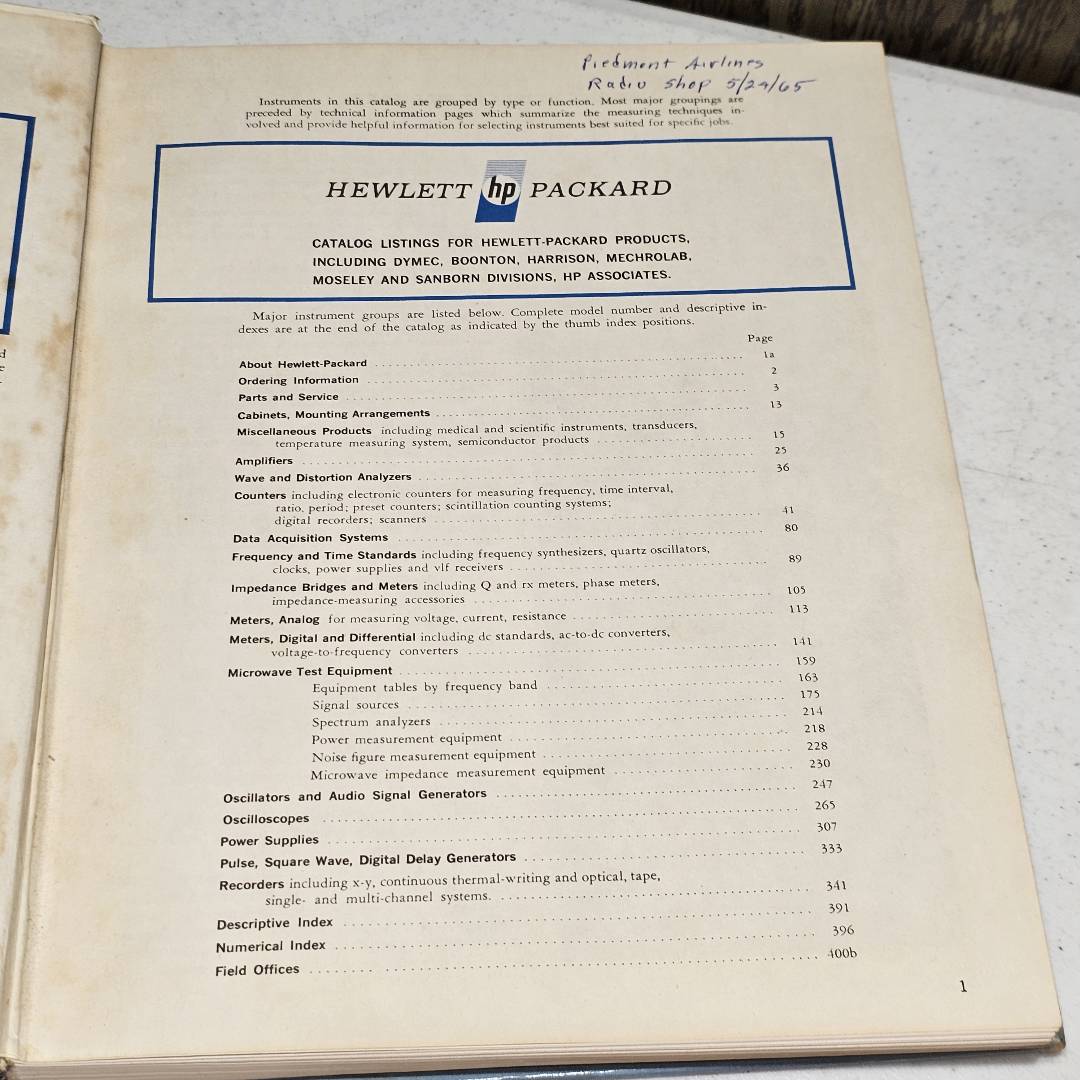 Piedmont Airlines
Radio Shop 5/29/65
Instruments in this catalog are grouped by type or function. Most major groupings are
preceded by technical information pages which summarize the measuring techniques in-
volved and provide helpful information for selecting instruments best suited for specific jobs.
HEWLETT hp PACKARD
CATALOG LISTINGS FOR HEWLETT-PACKARD PRODUCTS,
INCLUDING DYMEC, BOONTON, HARRISON, MECHROLAB,
MOSELEY AND SANBORN DIVISIONS, HP ASSOCIATES.
Major instrument groups are listed below. Complete model number and descriptive in-
dexes are at the end of the catalog as indicated by the thumb index positions.
Page
About Hewlett-Packard 1a
Ordering Information 2
Parts and Service 3
Cabinets, Mounting Arrangements 13
Miscellaneous Products including medical and scientific instruments, transducers,
temperature measuring system, semiconductor products 15
Amplifiers 25
Wave and Distortion Analyzers 36
Counters including electronic counters for measuring frequency, time interval,
ratio, period; preset counters; scintillation counting systems;
digital recorders; scanners 41
Data Acquisition Systems 80
Frequency and Time Standards including frequency synthesizers, quartz oscillators,
clocks, power supplies and vlf receivers 89
Impedance Bridges and Meters including Q and rx meters, phase meters,
impedance-measuring accessories 105
Meters, Analog for measuring voltage, current, resistance 113
Meters, Digital and Differential including dc standards, ac-to-dc converters,
voltage-to-frequency converters 141
Microwave Test Equipment 159
Equipment tables by frequency band 163
Signal sources 175
Spectrum analyzers 214
Power measurement equipment 218
Noise figure measurement equipment 228
Microwave impedance measurement equipment 230
Oscillators and Audio Signal Generators 247
Oscilloscopes 265
Power Supplies 307
Pulse, Square Wave, Digital Delay Generators 333
Recorders including x-y, continuous thermal-writing and optical, tape,
single- and multi-channel systems. 341
Descriptive Index 391
Numerical Index 396
Field Offices 400b
1